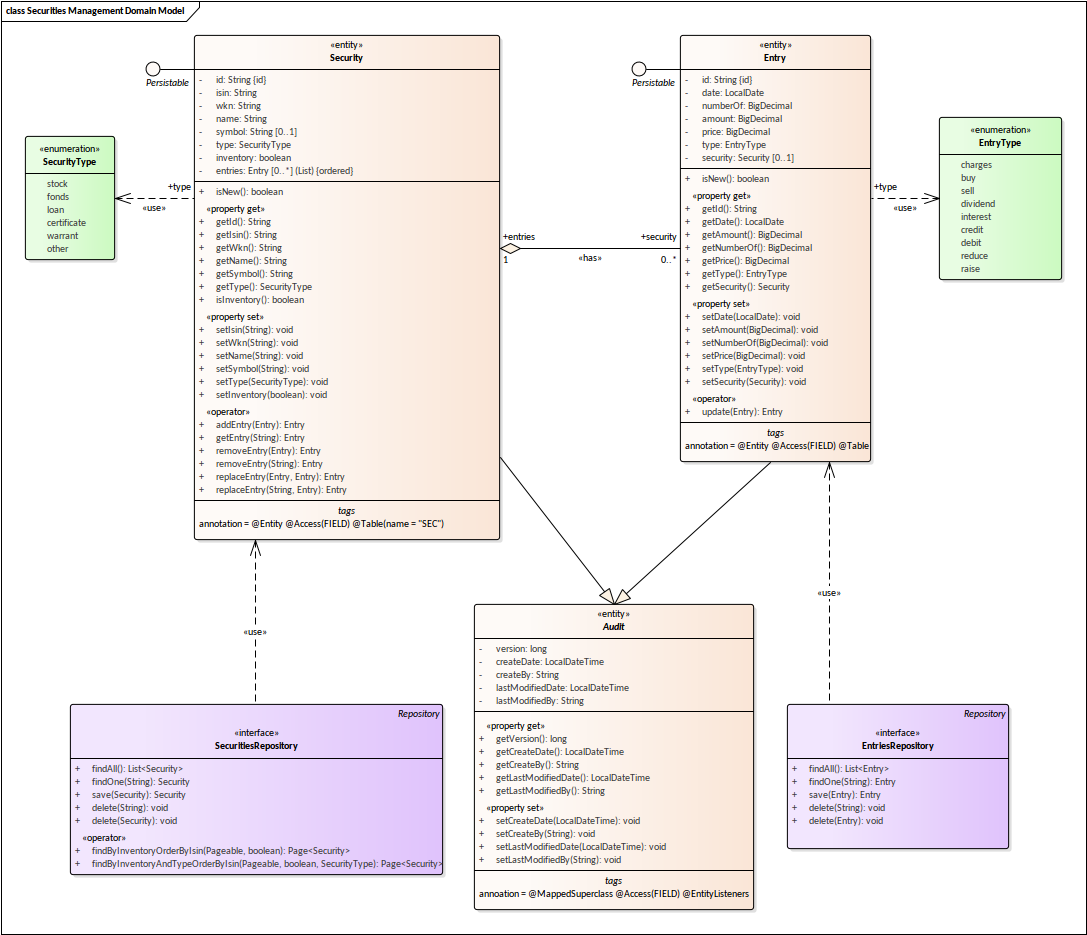 class Securities Management Domain Model
«entity»
Security
Persistable
- id: String {id}
- isin: String
- wkn: String
- name: String
- symbol: String [0..1]
- type: SecurityType
- inventory: boolean
- entries: Entry [0..*] (List) {ordered}
+ isNew(): boolean
«property get»
+ getId(): String
+ getIsin(): String
+ getWkn(): String
+ getName(): String
+ getSymbol(): String
+ getType(): SecurityType
+ isInventory(): boolean
«property set»
+ setIsin(String): void
+ setWkn(String): void
+ setName(String): void
+ setSymbol(String): void
+ setType(SecurityType): void
+ setInventory(boolean): void
«operator»
+ addEntry(Entry): Entry
+ getEntry(String): Entry
+ removeEntry(Entry): Entry
+ removeEntry(String): Entry
+ replaceEntry(Entry, Entry): Entry
+ replaceEntry(String, Entry): Entry
tags
annotation = @Entity @Access(FIELD) @Table(name = "SEC")
«enumeration»
SecurityType
stock
fonds
loan
certificate
warrant
other
+type
«use»
+entries
1
«has»
+security
0..*
«entity»
Entry
Persistable
- id: String {id}
- date: LocalDate
- numberOf: BigDecimal
- amount: BigDecimal
- price: BigDecimal
- type: EntryType
- security: Security [0..1]
+ isNew(): boolean
«property get»
+ getId(): String
+ getDate(): LocalDate
+ getAmount(): BigDecimal
+ getNumberOf(): BigDecimal
+ getPrice(): BigDecimal
+ getType(): EntryType
+ getSecurity(): Security
«property set»
+ setDate(LocalDate): void
+ setAmount(BigDecimal): void
+ setNumberOf(BigDecimal): void
+ setPrice(BigDecimal): void
+ setType(EntryType): void
+ setSecurity(Security): void
«operator»
+ update(Entry): Entry
tags
annotation = @Entity @Access(FIELD) @Table
+type
«use»
«enumeration»
EntryType
charges
buy
sell
dividend
interest
credit
debit
reduce
raise
«use»
«use»
Repository
«interface»
SecuritiesRepository
+ findAll(): List<Security>
+ findOne(String): Security
+ save(Security): Security
+ delete(String): void
+ delete(Security): void
«operator»
+ findByInventoryOrderByIsin(Pageable, boolean): Page<Security>
+ findByInventoryAndTypeOrderByIsin(Pageable, boolean, SecurityType): Page<Security>
«entity»
Audit
- version: long
- createDate: LocalDateTime
- createBy: String
- lastModifiedDate: LocalDateTime
- lastModifiedBy: String
«property get»
+ getVersion(): long
+ getCreateDate(): LocalDateTime
+ getCreateBy(): String
+ getLastModifiedDate(): LocalDateTime
+ getLastModifiedBy(): String
«property set»
+ setCreateDate(LocalDateTime): void
+ setCreateBy(String): void
+ setLastModifiedDate(LocalDateTime): void
+ setLastModifiedBy(String): void
tags
annoation = @MappedSuperclass @Access(FIELD) @EntityListeners
Repository
«interface»
EntriesRepository
+ findAll(): List<Entry>
+ findOne(String): Entry
+ save(Entry): Entry
+ delete(String): void
+ delete(Entry): void